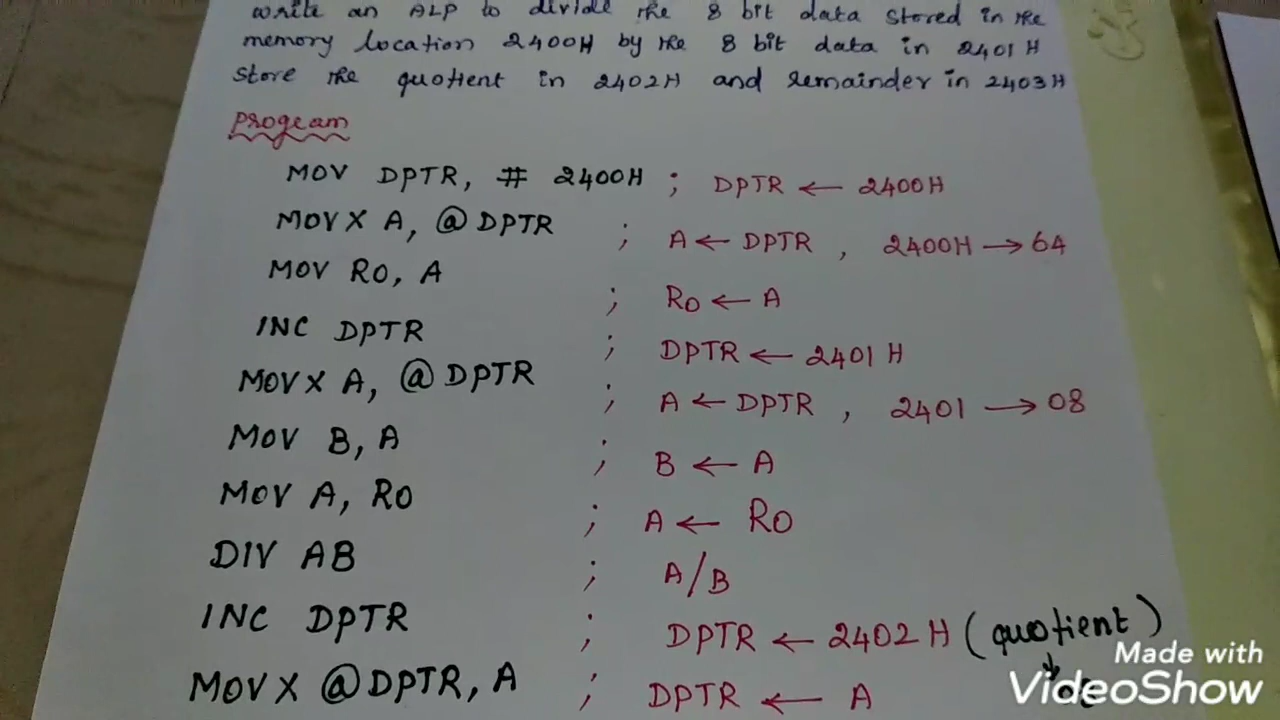 write an ALP to divide the 8 bit data stored in the
memory location 2400H by the 8 bit data in 2401H
store the quotient in 2402H and remainder in 2403H
Program
MOV DPTR, # 2400H ; DPTR ← 2400H
MOVX A, @DPTR ; A ← DPTR , 2400H → 64
MOV R0, A ; R0 ← A
INC DPTR ; DPTR ← 2401H
MOVX A, @DPTR ; A ← DPTR , 2401 → 08
MOV B, A ; B ← A
MOV A, R0 ; A ← R0
DIV AB ; A/B
INC DPTR ; DPTR ← 2402H (quotient)
MOVX @DPTR, A ; DPTR ← A
Made with
VideoShow